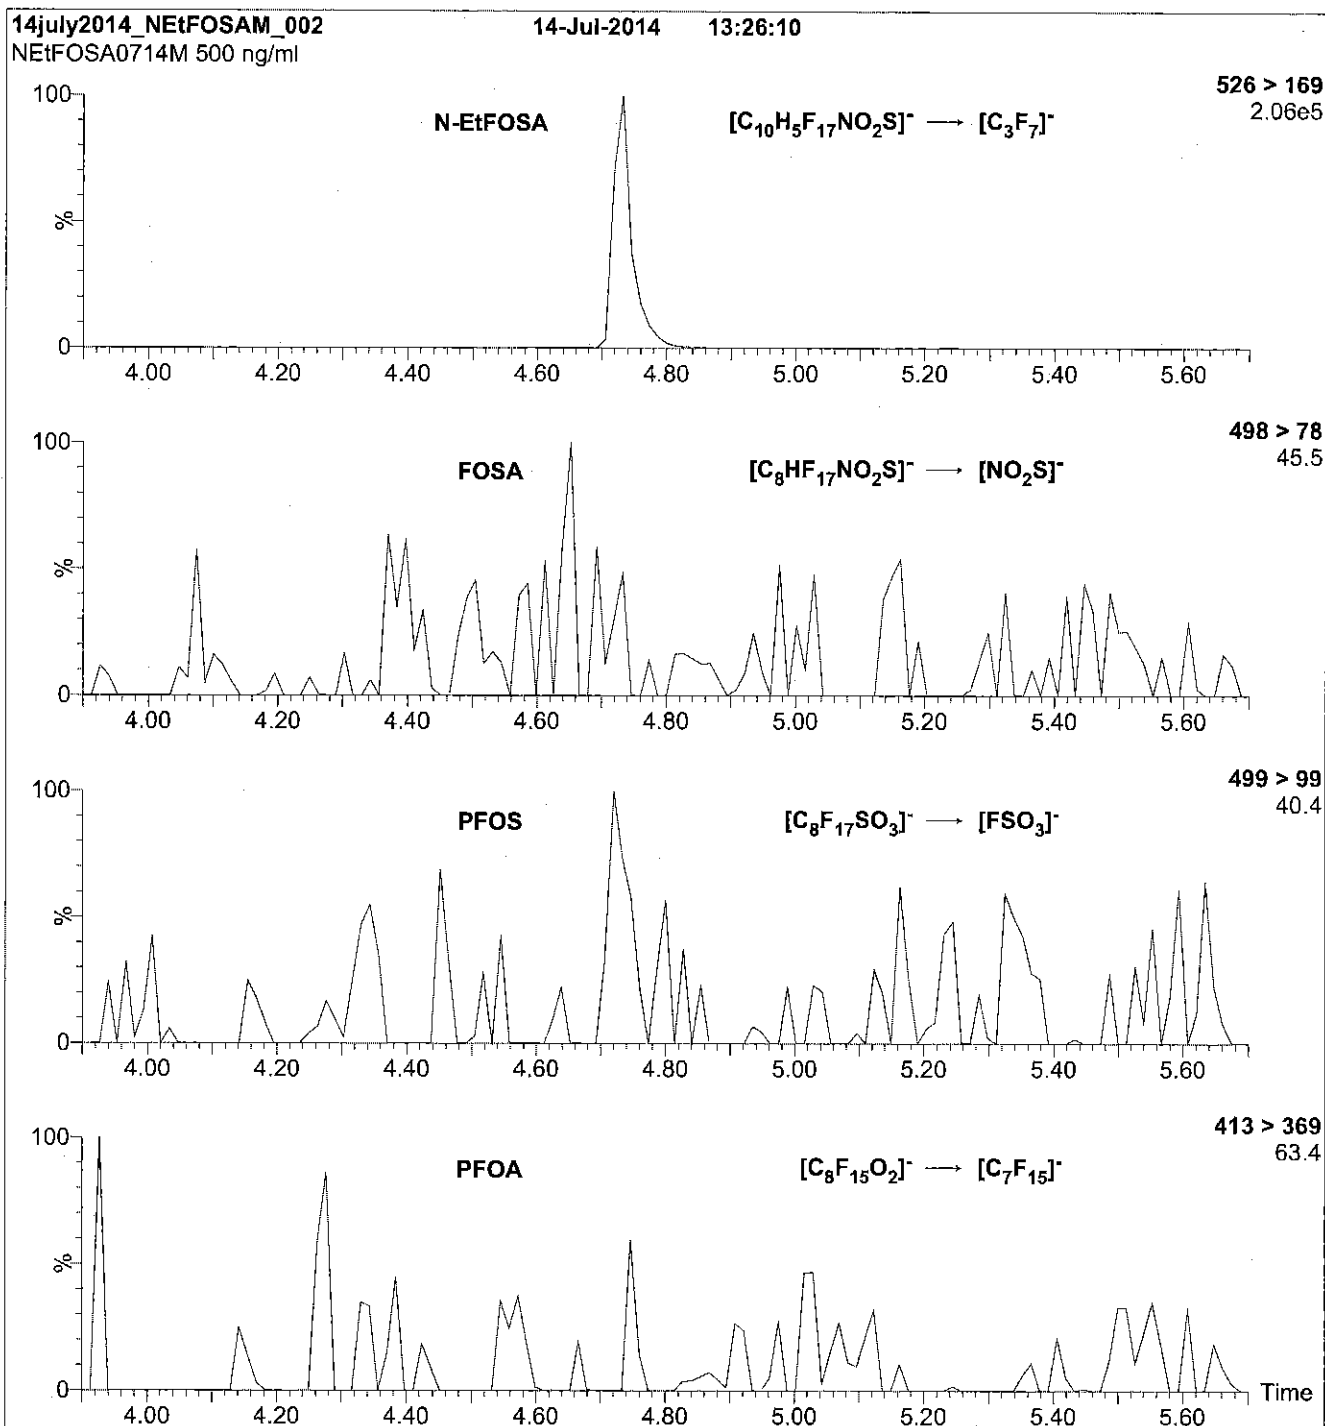 14july2014_NEtFOSAM_002 14-Jul-2014 13:26:10
NEtFOSA0714M 500 ng/ml
526 > 169
2.06e5
N-EtFOSA [C₁₀H₅F₁₇NO₂S]⁻ → [C₃F₇]⁻
100
%
0
4.00 4.20 4.40 4.60 4.80 5.00 5.20 5.40 5.60
498 > 78
45.5
FOSA [C₈HF₁₇NO₂S]⁻ → [NO₂S]⁻
100
%
0
4.00 4.20 4.40 4.60 4.80 5.00 5.20 5.40 5.60
499 > 99
40.4
PFOS [C₈F₁₇SO₃]⁻ → [FSO₃]⁻
100
%
0
4.00 4.20 4.40 4.60 4.80 5.00 5.20 5.40 5.60
413 > 369
63.4
PFOA [C₈F₁₅O₂]⁻ → [C₇F₁₅]⁻
100
%
0
Time
4.00 4.20 4.40 4.60 4.80 5.00 5.20 5.40 5.60